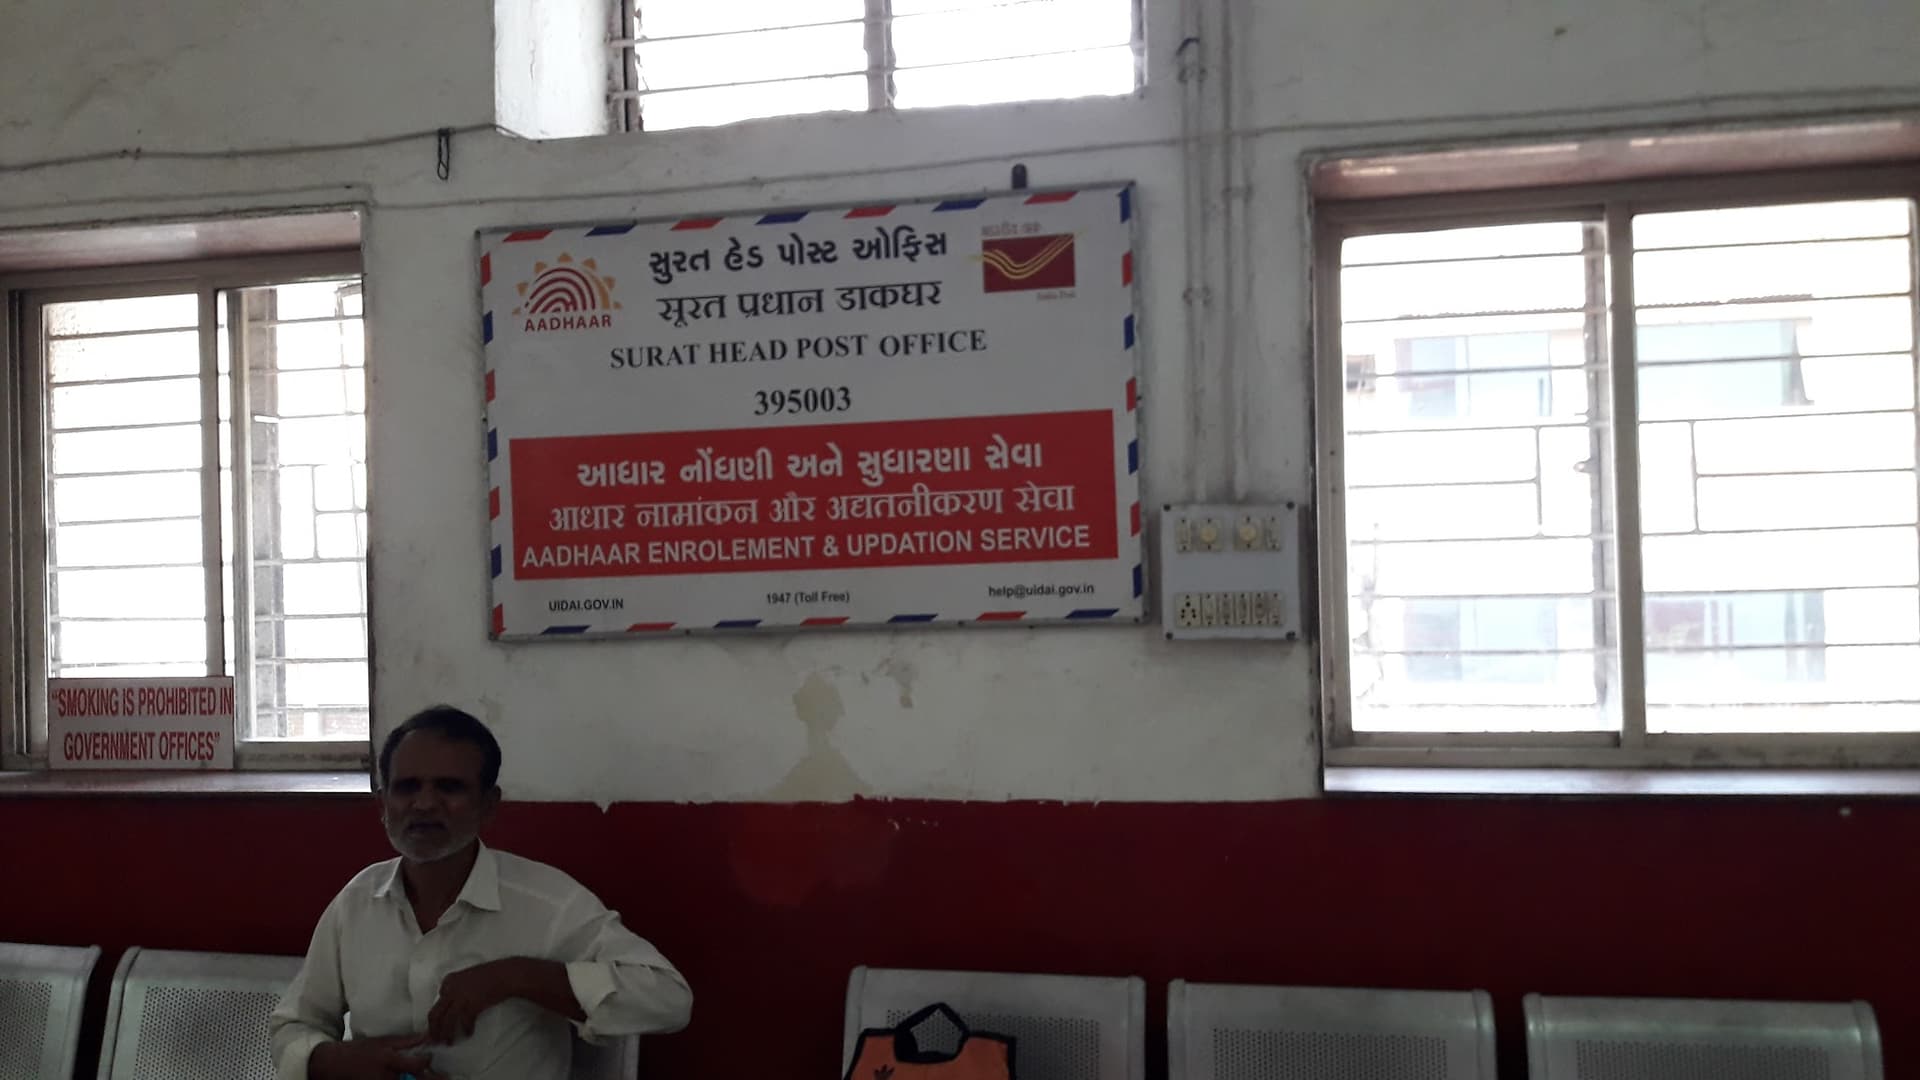 AADHAAR
સુરત હેડ પોસ્ટ ઓફિસ
सूरत प्रधान डाकघर
SURAT HEAD POST OFFICE
395003
India Post
આધાર નોંધણી અને સુધારણા સેવા
आधार नामांकन और अद्यतनीकरण सेवा
AADHAAR ENROLEMENT & UPDATION SERVICE
UIDAI.GOV.IN 1947 (Toll Free) help@uidai.gov.in
"SMOKING IS PROHIBITED IN
GOVERNMENT OFFICES"